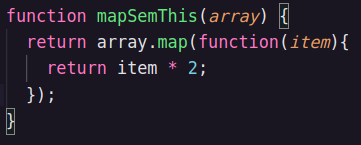 function mapSemThis(array) {
  return array.map(function(item){
    return item * 2;
  });
}